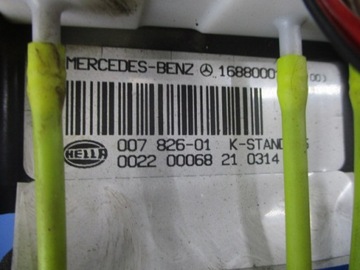 MERCEDES-BENZ 1688000
HELLA 007 826-01 K-STAND
0022 00068 21 0314